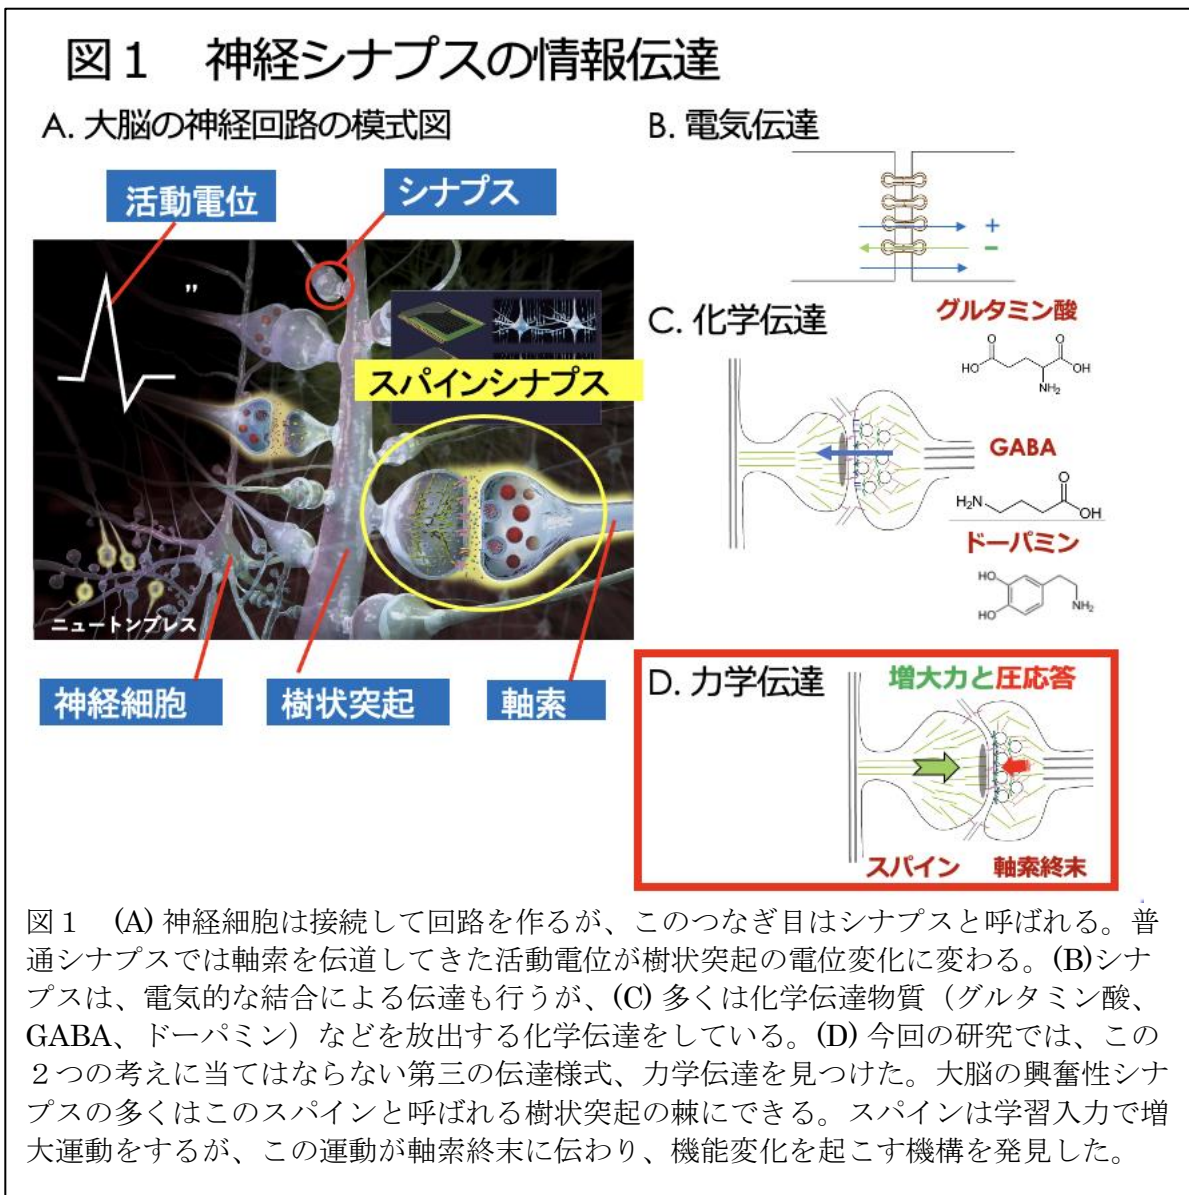 図１　神経シナプスの情報伝達
A. 大脳の神経回路の模式図
活動電位
シナプス
”
スパインシナプス
ニュートンプレス
神経細胞
樹状突起
軸索
B. 電気伝達
+
−
C. 化学伝達
グルタミン酸
O
O
HO
OH
NH₂
GABA
O
H₂N
OH
ドーパミン
HO
HO
NH₂
D. 力学伝達
増大力と圧応答
スパイン
軸索終末
図１　(A) 神経細胞は接続して回路を作るが、このつなぎ目はシナプスと呼ばれる。普
通シナプスでは軸索を伝道してきた活動電位が樹状突起の電位変化に変わる。(B)シナ
プスは、電気的な結合による伝達も行うが、(C) 多くは化学伝達物質（グルタミン酸、
GABA、ドーパミン）などを放出する化学伝達をしている。(D) 今回の研究では、この
２つの考えに当てはならない第三の伝達様式、力学伝達を見つけた。大脳の興奮性シナ
プスの多くはこのスパインと呼ばれる樹状突起の棘にできる。スパインは学習入力で増
大運動をするが、この運動が軸索終末に伝わり、機能変化を起こす機構を発見した。